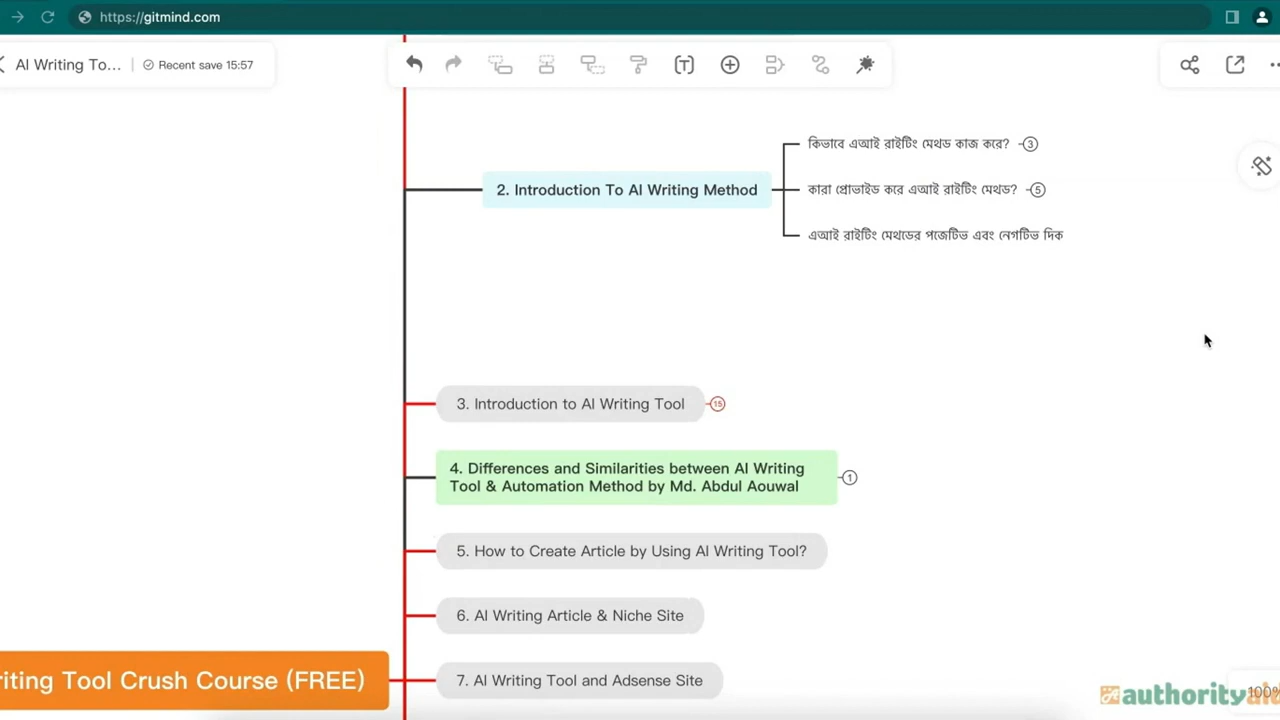 https://gitmind.com
AI Writing To...
Recent save 15:57
কিভাবে এআই রাইটিং মেথড কাজ করে?
3
2. Introduction To AI Writing Method
কারা প্রোভাইড করে এআই রাইটিং মেথড?
5
এআই রাইটিং মেথডের পজেটিভ এবং নেগটিভ দিক
3. Introduction to AI Writing Tool
15
4. Differences and Similarities between AI Writing
Tool & Automation Method by Md. Abdul Aouwal
1
5. How to Create Article by Using AI Writing Tool?
6. AI Writing Article & Niche Site
riting Tool Crush Course (FREE)
7. AI Writing Tool and Adsense Site
authorityaid
100%